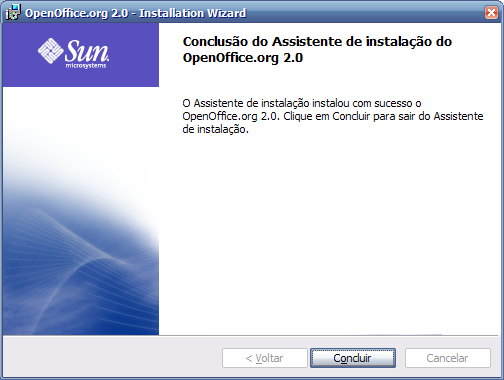 OpenOffice.org 2.0 - Installation Wizard
Sun
microsystems
Conclusão do Assistente de instalação do
OpenOffice.org 2.0
O Assistente de instalação instalou com sucesso o
OpenOffice.org 2.0. Clique em Concluir para sair do Assistente
de instalação.
< Voltar
Concluir
Cancelar